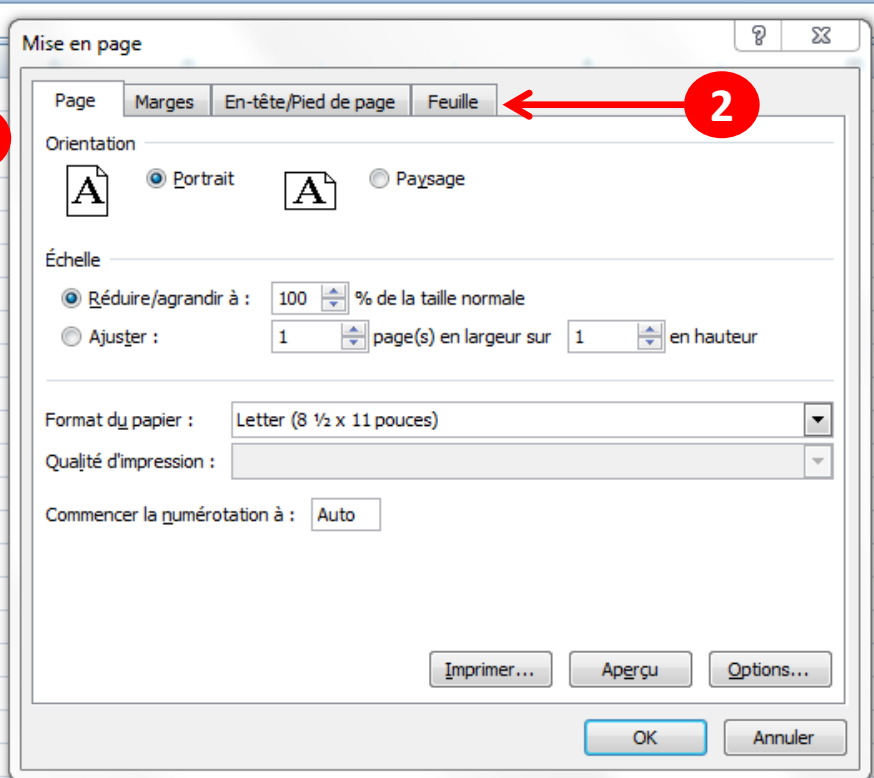 Mise en page
Page Marges En-tête/Pied de page Feuille
2
Orientation
A Portrait A Paysage
Échelle
Réduire/agrandir à : 100 % de la taille normale
Ajuster : 1 page(s) en largeur sur 1 en hauteur
Format du papier : Letter (8 ½ x 11 pouces)
Qualité d'impression :
Commencer la numérotation à : Auto
Imprimer... Aperçu Options...
OK Annuler